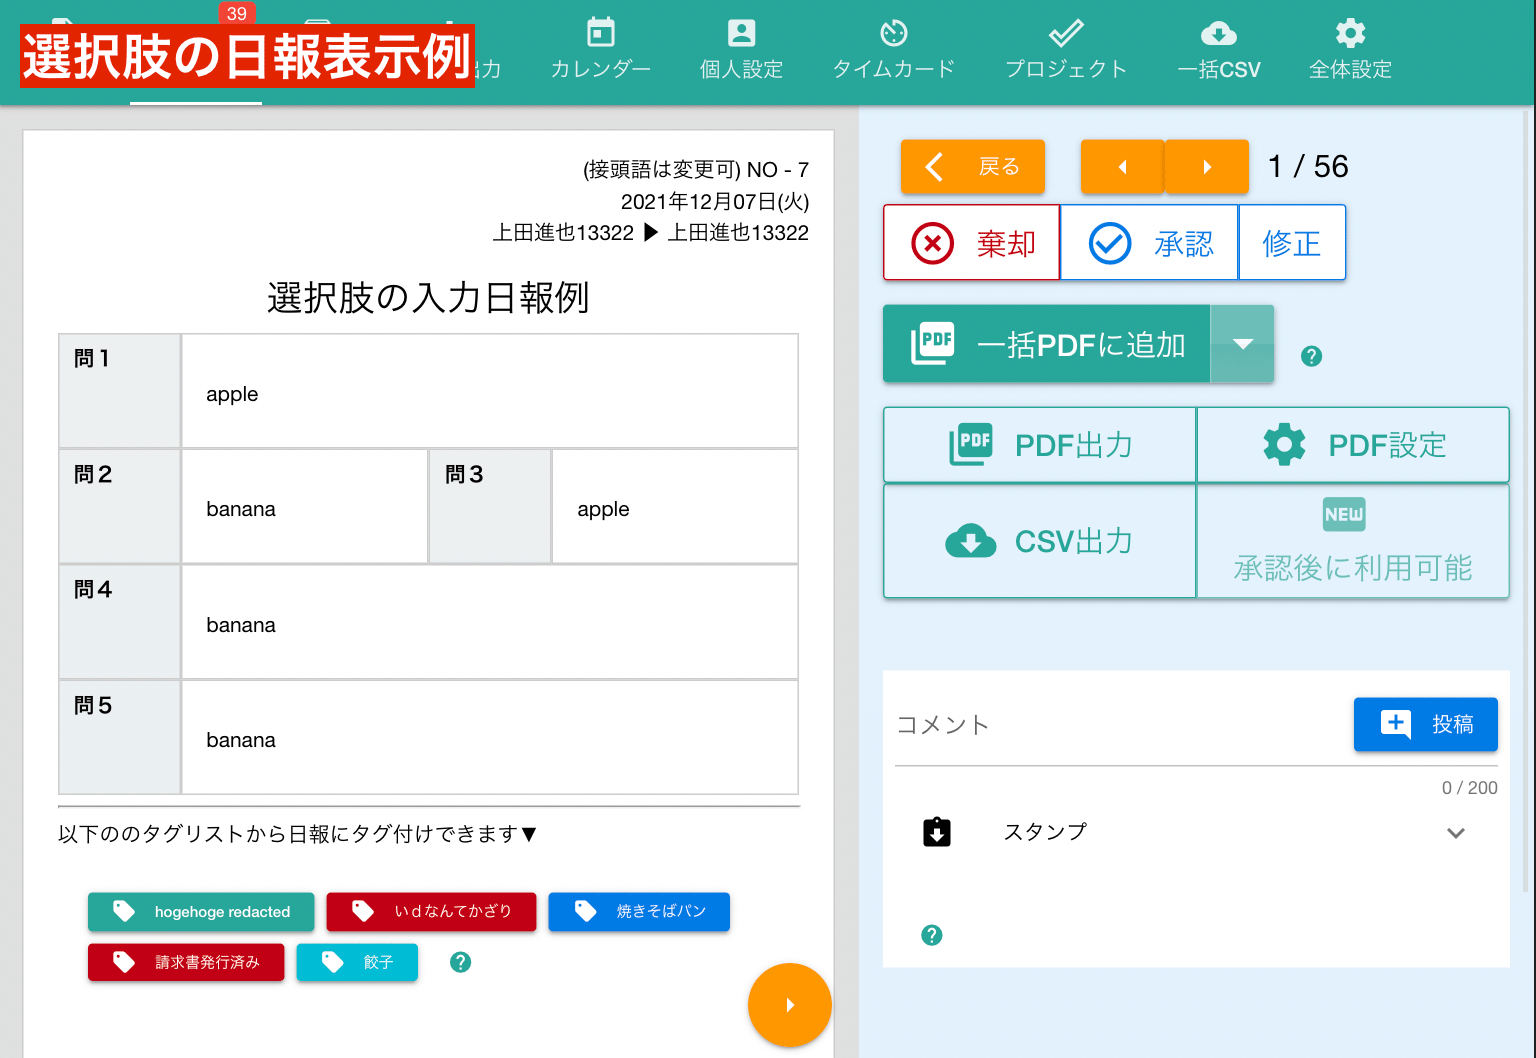 39
選択肢の日報表示例
出力
カレンダー
個人設定
タイムカード
プロジェクト
一括CSV
全体設定
(接頭語は変更可) NO - 7
2021年12月07日(火)
上田進也13322 ▶ 上田進也13322
選択肢の入力日報例
問1
apple
問2
banana
問3
apple
問4
banana
問5
banana
以下ののタグリストから日報にタグ付けできます▼
hogehoge redacted
いｄなんてかざり
焼きそばパン
請求書発行済み
餃子
戻る
1 / 56
棄却
承認
修正
PDF
一括PDFに追加
PDF
PDF出力
PDF設定
CSV出力
NEW
承認後に利用可能
コメント
投稿
0 / 200
スタンプ